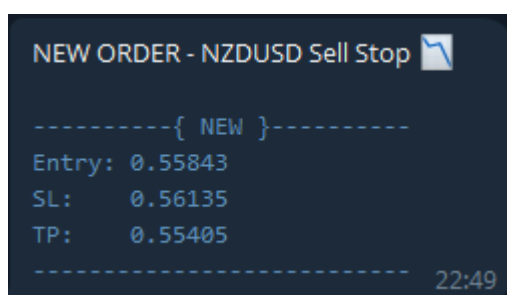 NEW ORDER - NZDUSD Sell Stop 📉
----------{ NEW }----------
Entry: 0.55843
SL: 0.56135
TP: 0.55405
----------------------------
22:49